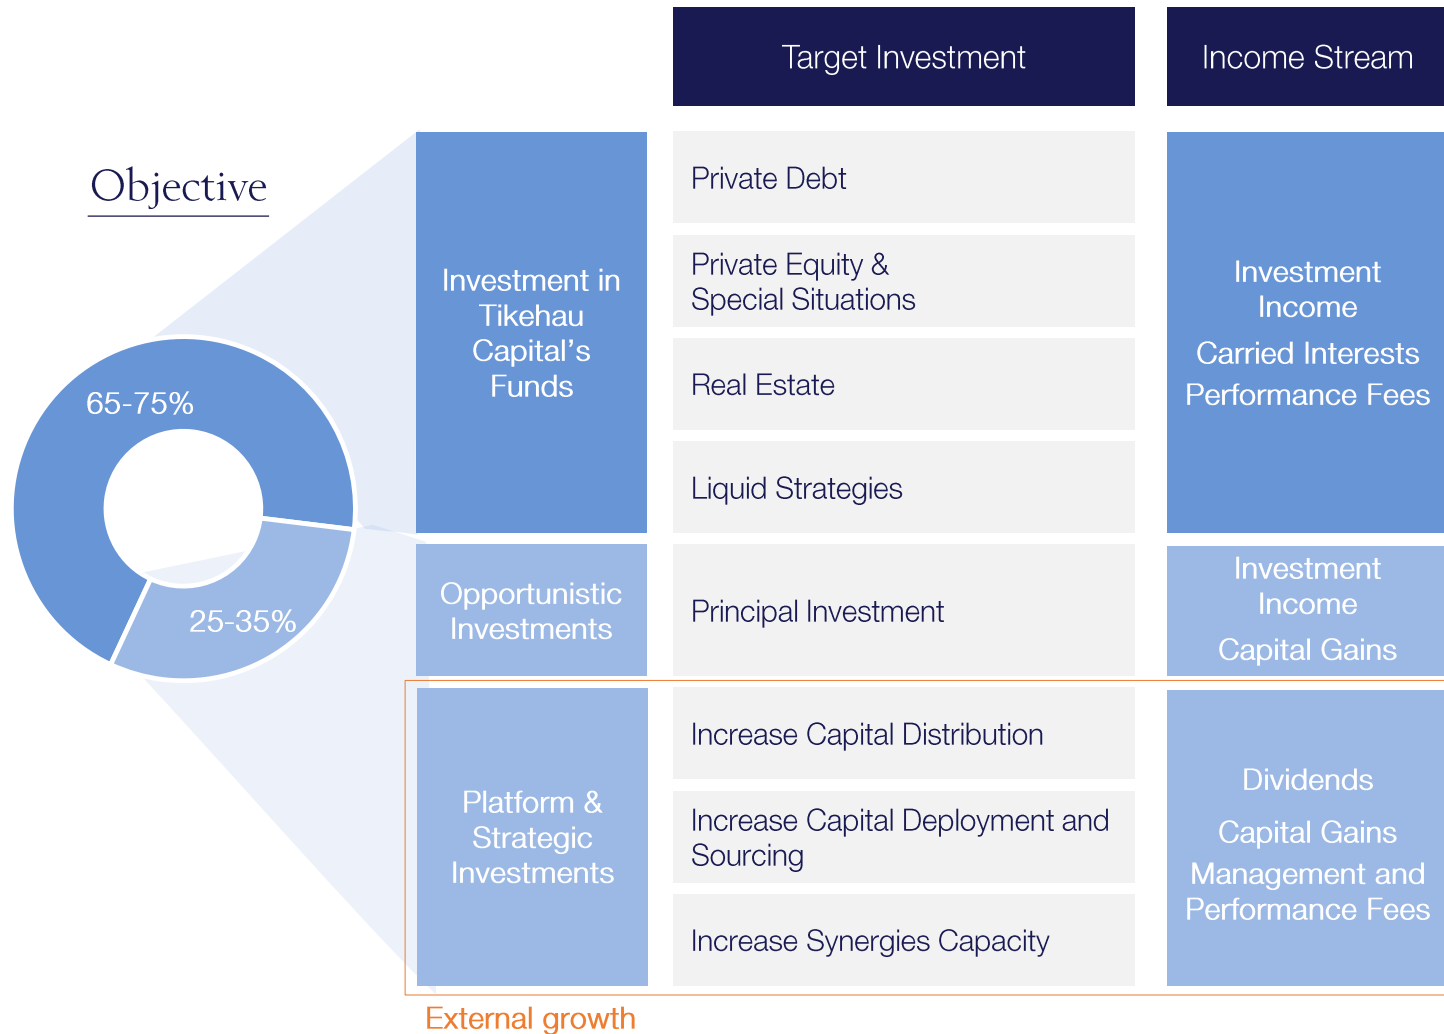 Target Investment
Income Stream
Objective
65-75%
25-35%
Investment in
Tikehau
Capital’s
Funds
Private Debt
Private Equity &
Special Situations
Real Estate
Liquid Strategies
Investment
Income
Carried Interests
Performance Fees
Opportunistic
Investments
Principal Investment
Investment
Income
Capital Gains
Platform &
Strategic
Investments
Increase Capital Distribution
Increase Capital Deployment and
Sourcing
Increase Synergies Capacity
Dividends
Capital Gains
Management and
Performance Fees
External growth